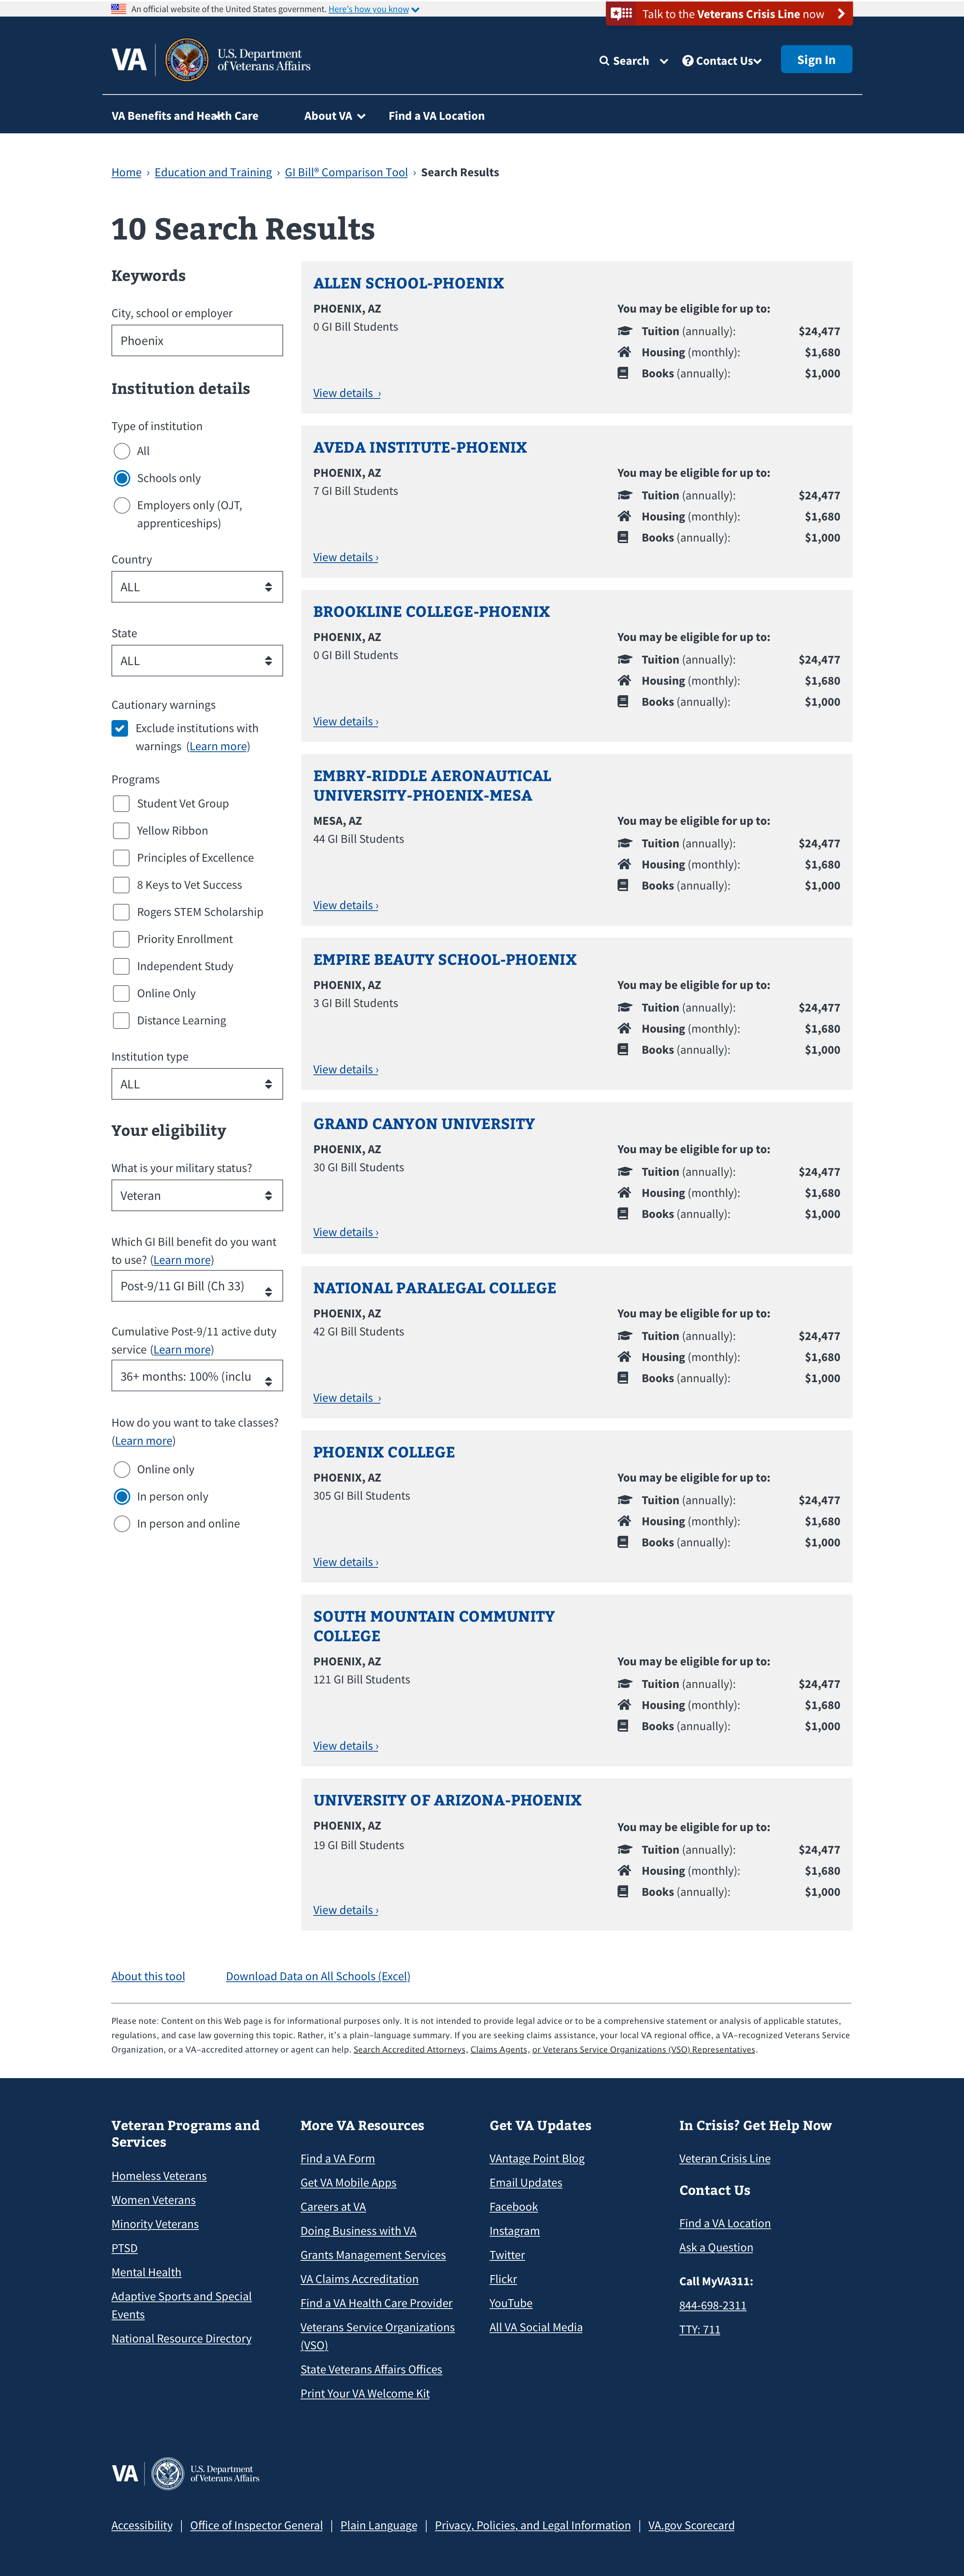 An official website of the United States government. Here's how you know
Talk to the Veterans Crisis Line now
VA
U.S. Department
of Veterans Affairs
Search
Contact Us
Sign In
VA Benefits and Health Care
About VA
Find a VA Location
Home › Education and Training › GI Bill® Comparison Tool › Search Results
10 Search Results
Keywords
City, school or employer
Phoenix
Institution details
Type of institution
All
Schools only
Employers only (OJT,
apprenticeships)
Country
ALL
State
ALL
Cautionary warnings
Exclude institutions with
warnings (Learn more)
Programs
Student Vet Group
Yellow Ribbon
Principles of Excellence
8 Keys to Vet Success
Rogers STEM Scholarship
Priority Enrollment
Independent Study
Online Only
Distance Learning
Institution type
ALL
Your eligibility
What is your military status?
Veteran
Which GI Bill benefit do you want
to use? (Learn more)
Post-9/11 GI Bill (Ch 33)
Cumulative Post-9/11 active duty
service (Learn more)
36+ months: 100% (inclu
How do you want to take classes?
(Learn more)
Online only
In person only
In person and online
ALLEN SCHOOL-PHOENIX
PHOENIX, AZ
0 GI Bill Students
View details ›
You may be eligible for up to:
Tuition (annually): $24,477
Housing (monthly): $1,680
Books (annually): $1,000
AVEDA INSTITUTE-PHOENIX
PHOENIX, AZ
7 GI Bill Students
View details ›
You may be eligible for up to:
Tuition (annually): $24,477
Housing (monthly): $1,680
Books (annually): $1,000
BROOKLINE COLLEGE-PHOENIX
PHOENIX, AZ
0 GI Bill Students
View details ›
You may be eligible for up to:
Tuition (annually): $24,477
Housing (monthly): $1,680
Books (annually): $1,000
EMBRY-RIDDLE AERONAUTICAL
UNIVERSITY-PHOENIX-MESA
MESA, AZ
44 GI Bill Students
View details ›
You may be eligible for up to:
Tuition (annually): $24,477
Housing (monthly): $1,680
Books (annually): $1,000
EMPIRE BEAUTY SCHOOL-PHOENIX
PHOENIX, AZ
3 GI Bill Students
View details ›
You may be eligible for up to:
Tuition (annually): $24,477
Housing (monthly): $1,680
Books (annually): $1,000
GRAND CANYON UNIVERSITY
PHOENIX, AZ
30 GI Bill Students
View details ›
You may be eligible for up to:
Tuition (annually): $24,477
Housing (monthly): $1,680
Books (annually): $1,000
NATIONAL PARALEGAL COLLEGE
PHOENIX, AZ
42 GI Bill Students
View details ›
You may be eligible for up to:
Tuition (annually): $24,477
Housing (monthly): $1,680
Books (annually): $1,000
PHOENIX COLLEGE
PHOENIX, AZ
305 GI Bill Students
View details ›
You may be eligible for up to:
Tuition (annually): $24,477
Housing (monthly): $1,680
Books (annually): $1,000
SOUTH MOUNTAIN COMMUNITY
COLLEGE
PHOENIX, AZ
121 GI Bill Students
View details ›
You may be eligible for up to:
Tuition (annually): $24,477
Housing (monthly): $1,680
Books (annually): $1,000
UNIVERSITY OF ARIZONA-PHOENIX
PHOENIX, AZ
19 GI Bill Students
View details ›
You may be eligible for up to:
Tuition (annually): $24,477
Housing (monthly): $1,680
Books (annually): $1,000
About this tool
Download Data on All Schools (Excel)
Please note: Content on this Web page is for informational purposes only. It is not intended to provide legal advice or to be a comprehensive statement or analysis of applicable statutes,
regulations, and case law governing this topic. Rather, it's a plain-language summary. If you are seeking claims assistance, your local VA regional office, a VA-recognized Veterans Service
Organization, or a VA-accredited attorney or agent can help. Search Accredited Attorneys, Claims Agents, or Veterans Service Organizations (VSO) Representatives.
Veteran Programs and
Services
Homeless Veterans
Women Veterans
Minority Veterans
PTSD
Mental Health
Adaptive Sports and Special
Events
National Resource Directory
More VA Resources
Find a VA Form
Get VA Mobile Apps
Careers at VA
Doing Business with VA
Grants Management Services
VA Claims Accreditation
Find a VA Health Care Provider
Veterans Service Organizations
(VSO)
State Veterans Affairs Offices
Print Your VA Welcome Kit
Get VA Updates
VAntage Point Blog
Email Updates
Facebook
Instagram
Twitter
Flickr
YouTube
All VA Social Media
In Crisis? Get Help Now
Veteran Crisis Line
Contact Us
Find a VA Location
Ask a Question
Call MyVA311:
844-698-2311
TTY: 711
VA
U.S. Department
of Veterans Affairs
Accessibility | Office of Inspector General | Plain Language | Privacy, Policies, and Legal Information | VA.gov Scorecard